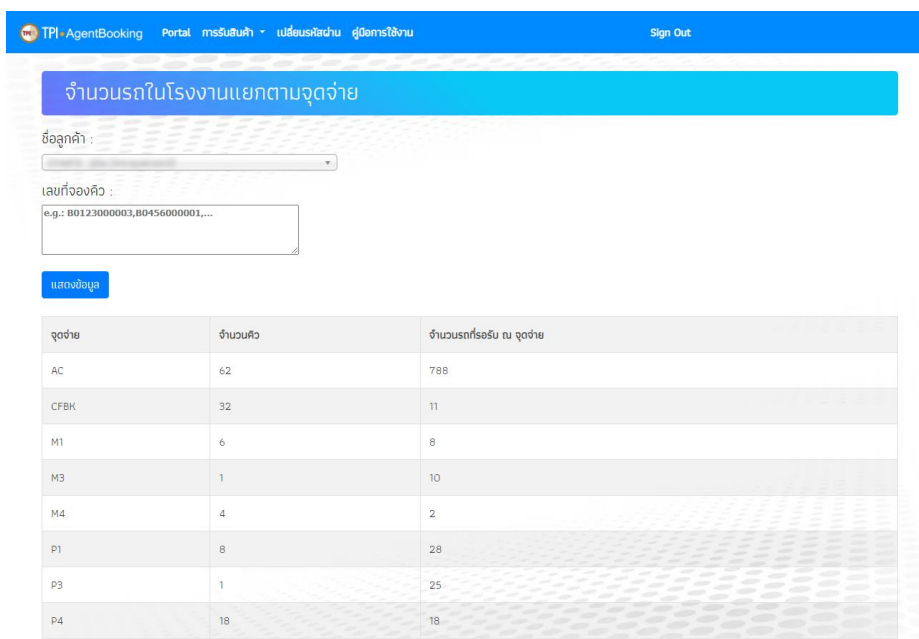 TPI AgentBooking Portal การรับสินค้า เปลี่ยนรหัสผ่าน คู่มือการใช้งาน Sign Out
จำนวนรถในโรงงานแยกตามจุดจ่าย
ชื่อลูกค้า :
เลขที่จองคิว :
e.g.: B0123000003,B0456000001,...
แสดงข้อมูล
จุดจ่าย จำนวนคิว จำนวนรถที่รอรับ ณ จุดจ่าย
AC 62 788
CFBK 32 11
M1 6 8
M3 1 10
M4 4 2
P1 8 28
P3 1 25
P4 18 18